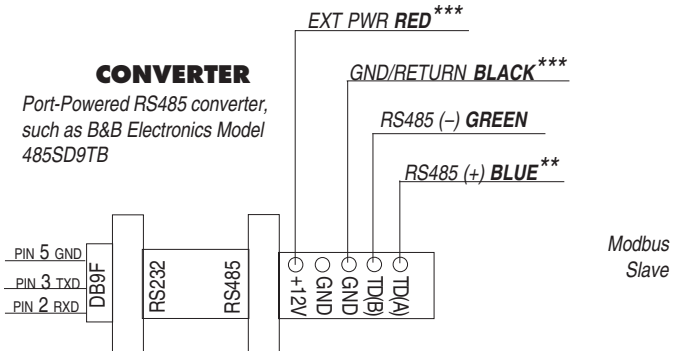 EXT PWR RED***
CONVERTER
GND/RETURN BLACK***
Port-Powered RS485 converter,
such as B&B Electronics Model
485SD9TB
RS485 (–) GREEN
RS485 (+) BLUE**
Modbus
Slave
PIN 5 GND
PIN 3 TXD
PIN 2 RXD
DB9F
RS232
RS485
+12V
GND
GND
TD(B)
TD(A)